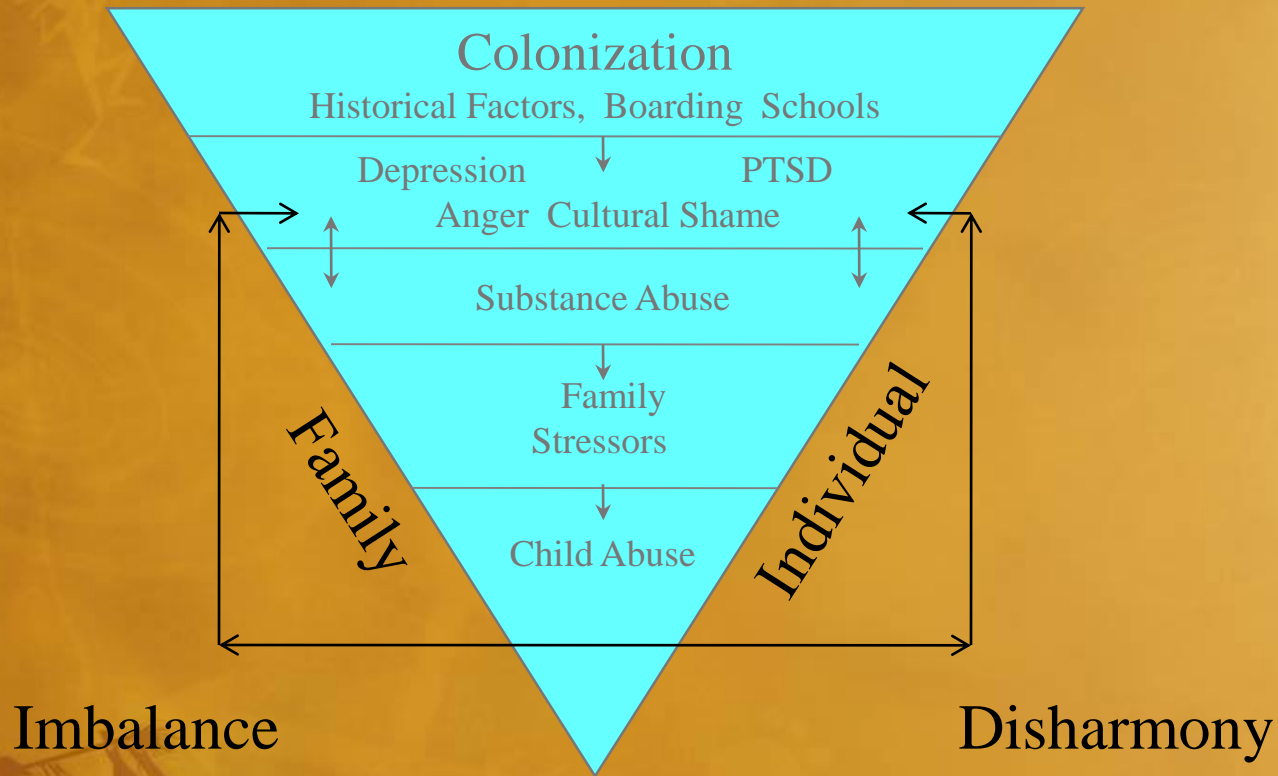 Colonization
Historical Factors, Boarding Schools
Depression PTSD
Anger Cultural Shame
Substance Abuse
Family
Stressors
Child Abuse
Family
Individual
Imbalance
Disharmony